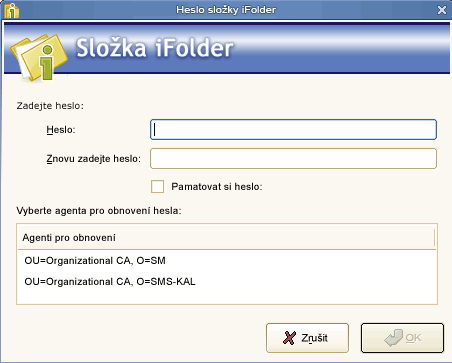 Heslo složky iFolder
Složka iFolder
Zadejte heslo:
Heslo:
Znovu zadejte heslo:
Pamatovat si heslo:
Vyberte agenta pro obnovení hesla:
Agenti pro obnovení
OU=Organizational CA, O=SM
OU=Organizational CA, O=SMS-KAL
Zrušit
OK